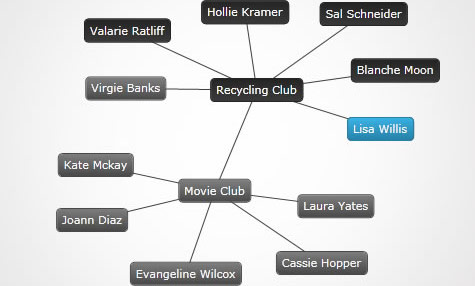 Hollie Kramer
Sal Schneider
Valarie Ratliff
Blanche Moon
Virgie Banks
Recycling Club
Lisa Willis
Kate Mckay
Movie Club
Laura Yates
Joann Diaz
Cassie Hopper
Evangeline Wilcox